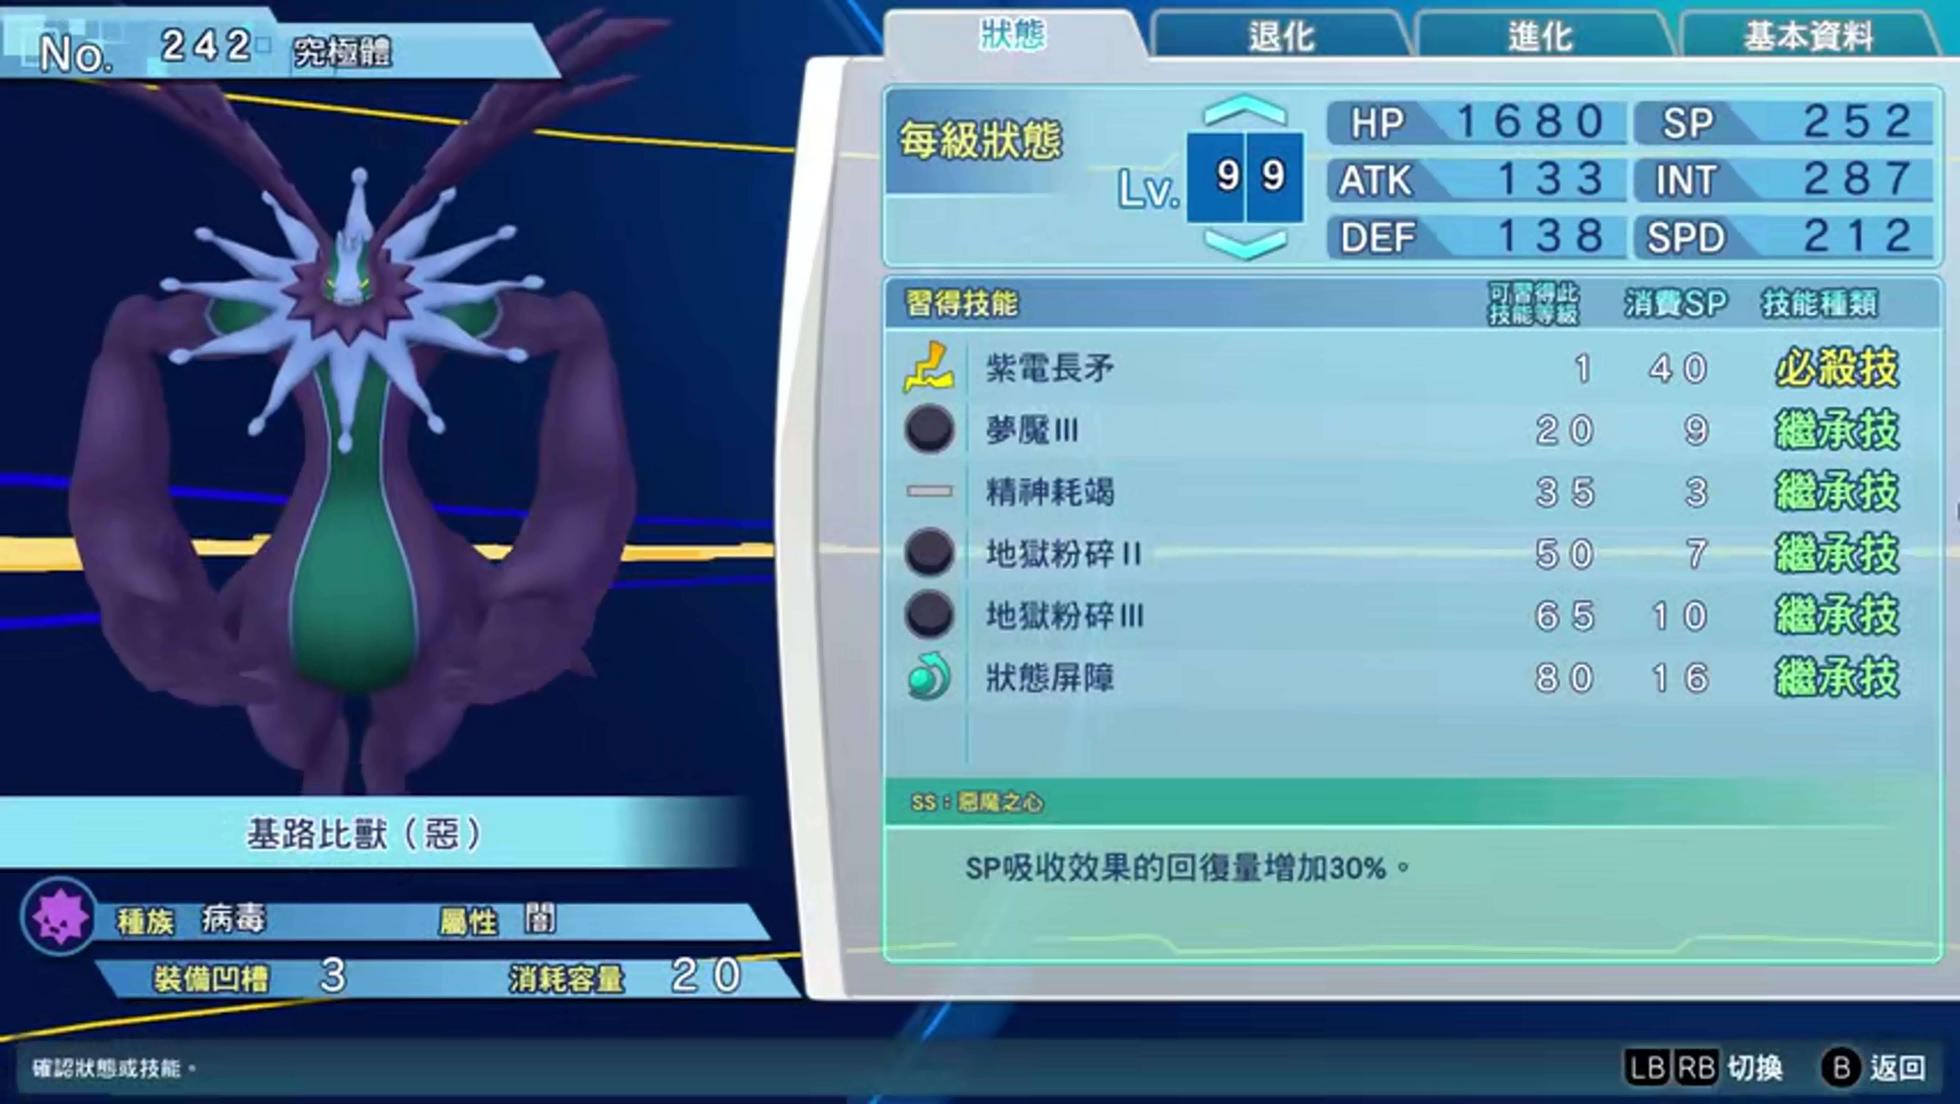 No. 242 究極體
狀態 退化 進化 基本資料
每級狀態
Lv. 99
HP 1680 SP 252
ATK 133 INT 287
DEF 138 SPD 212
習得技能 可習得此技能等級 消費SP 技能種類
紫電長矛 1 40 必殺技
夢魘III 20 9 繼承技
精神耗竭 35 3 繼承技
地獄粉碎II 50 7 繼承技
地獄粉碎III 65 10 繼承技
狀態屏障 80 16 繼承技
SS：惡魔之心
SP吸收效果的回復量增加30%。
基路比獸（惡）
種族 病毒 屬性 闇
裝備凹槽 3 消耗容量 20
確認狀態或技能。
LB RB 切換 B 返回